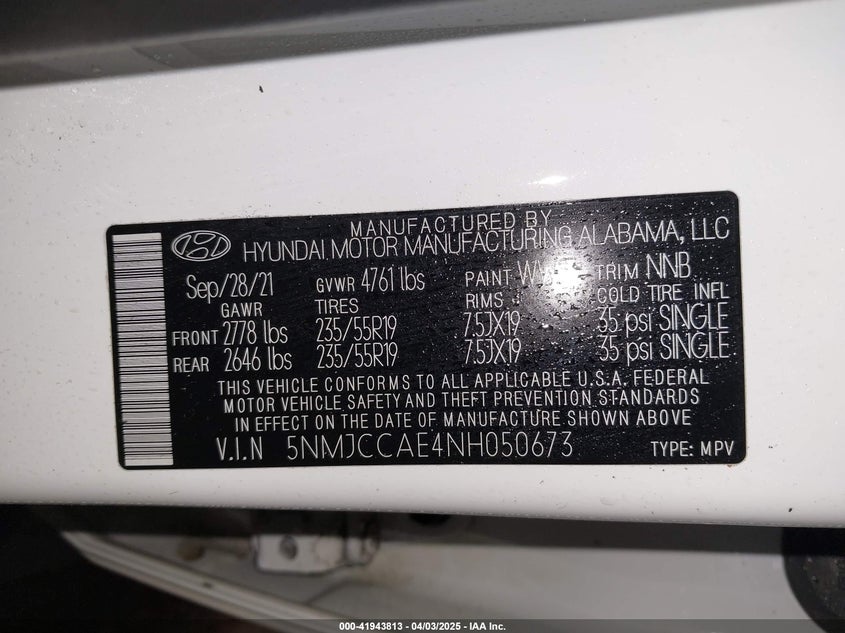 MANUFACTURED BY
HYUNDAI MOTOR MANUFACTURING ALABAMA, LLC
Sep/28/21 GVWR 4761 lbs PAINT TRIM NNB
GAWR TIRES RIMS COLD TIRE INFL
FRONT 2778 lbs 235/55R19 7.5JX19 35 psi SINGLE
REAR 2646 lbs 235/55R19 7.5JX19 35 psi SINGLE
THIS VEHICLE CONFORMS TO ALL APPLICABLE U.S.A. FEDERAL
MOTOR VEHICLE SAFETY AND THEFT PREVENTION STANDARDS
IN EFFECT ON THE DATE OF MANUFACTURE SHOWN ABOVE
V.I.N 5NMJCCAE4NH050673 TYPE: MPV
000-41943813 - 04/03/2025 - IAA Inc.